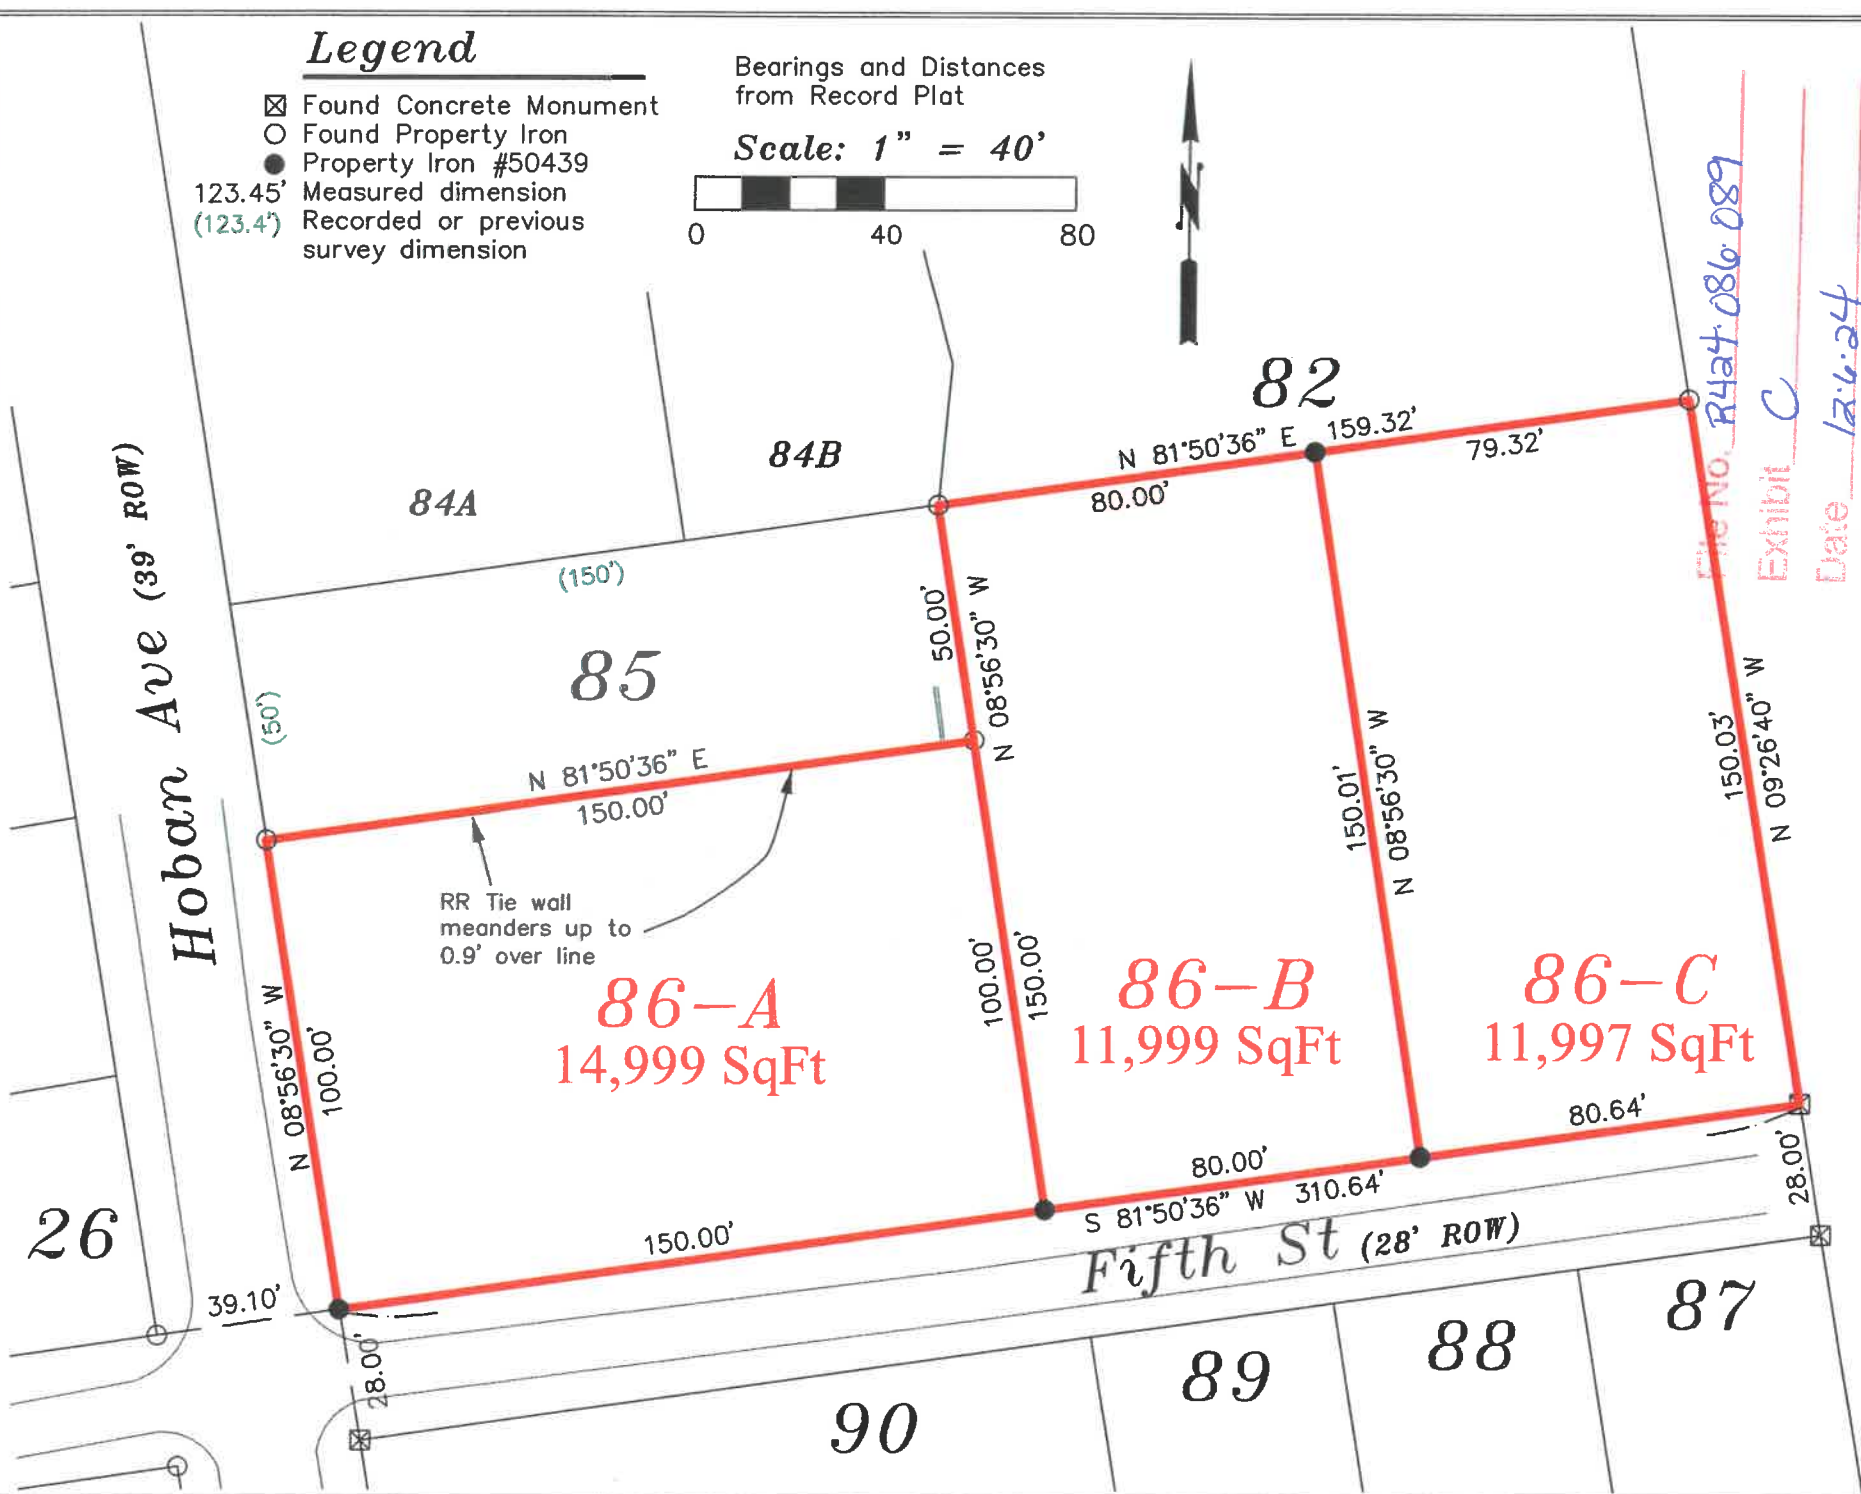 Legend
Found Concrete Monument
Found Property Iron
Property Iron #50439
123.45' Measured dimension
(123.4') Recorded or previous
survey dimension
Bearings and Distances
from Record Plat
Scale: 1" = 40'
0 40 80
N
File No. R424.086.089
Exhibit C
Date 12.6.24
82
N 81°50'36" E 159.32'
80.00'
79.32'
84A
84B
(150')
85
(50')
50.00'
N 08°56'30" W
Hoban Ave (39' ROW)
N 81°50'36" E
150.00'
RR Tie wall
meanders up to
0.9' over line
N 08°56'30" W
100.00'
86-A
14,999 SqFt
100.00'
150.00'
86-B
11,999 SqFt
150.01'
N 08°56'30" W
86-C
11,997 SqFt
150.03'
N 09°26'40" W
150.00'
80.00'
80.64'
S 81°50'36" W 310.64'
Fifth St (28' ROW)
28.00'
26
39.10'
28.00'
90
89
88
87